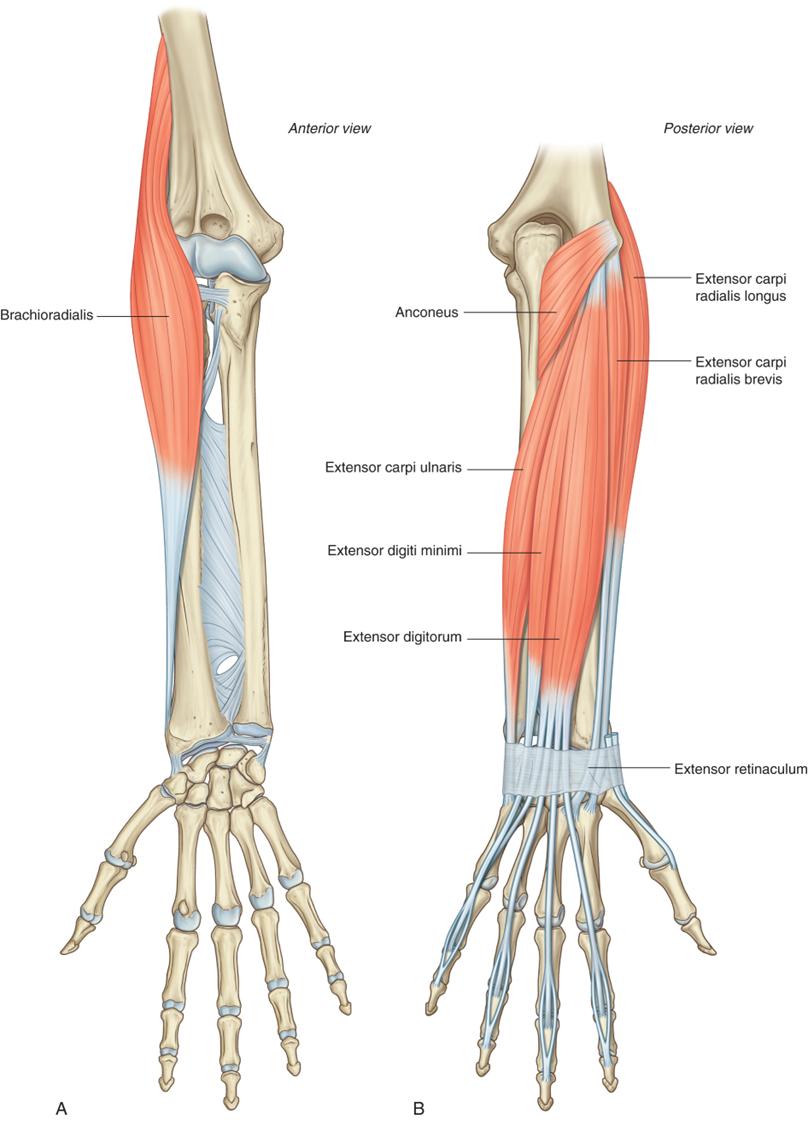 Anterior view
Posterior view
Brachioradialis
Anconeus
Extensor carpi
radialis longus
Extensor carpi
radialis brevis
Extensor carpi ulnaris
Extensor digiti minimi
Extensor digitorum
Extensor retinaculum
A
B